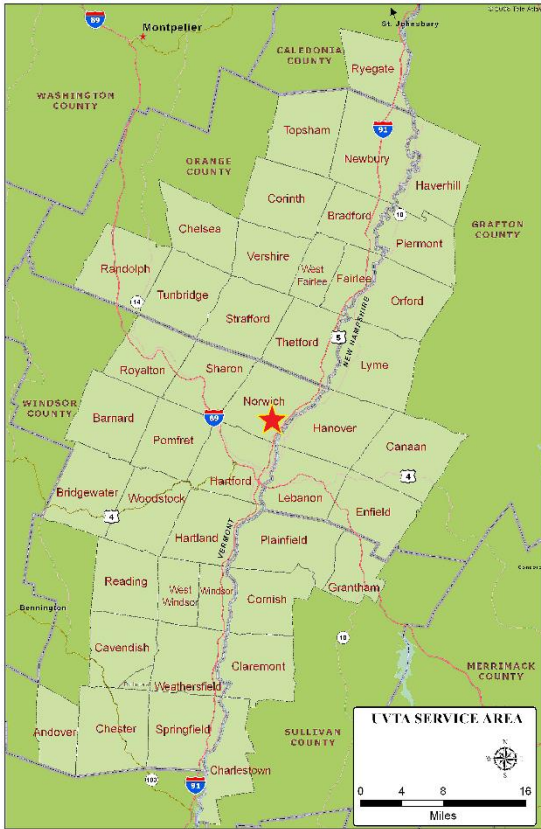 89
Montpelier
St. Johnsbury
CALEDONIA
COUNTY
Ryegate
WASHINGTON
COUNTY
Topsham
91
Newbury
ORANGE
COUNTY
Haverhill
Corinth
Bradford
10
GRAFTON
COUNTY
Chelsea
Piermont
Vershire
West
Fairlee
Fairlee
Randolph
14
Tunbridge
Orford
Strafford
NEW HAMPSHIRE
5
Thetford
Lyme
Royalton
Sharon
WINDSOR
COUNTY
Norwich
Barnard
89
Hanover
Pomfret
Canaan
4
Bridgewater
Woodstock
Hartford
Lebanon
Enfield
4
VERMONT
Hartland
Plainfield
Reading
West
Windsor
Windsor
Grantham
Bennington
Cornish
10
Cavendish
Claremont
MERRIMACK
COUNTY
Weathersfield
Andover
Chester
Springfield
SULLIVAN
COUNTY
Charlestown
103
91
UVTA SERVICE AREA
N
W
E
S
0 4 8 16
Miles